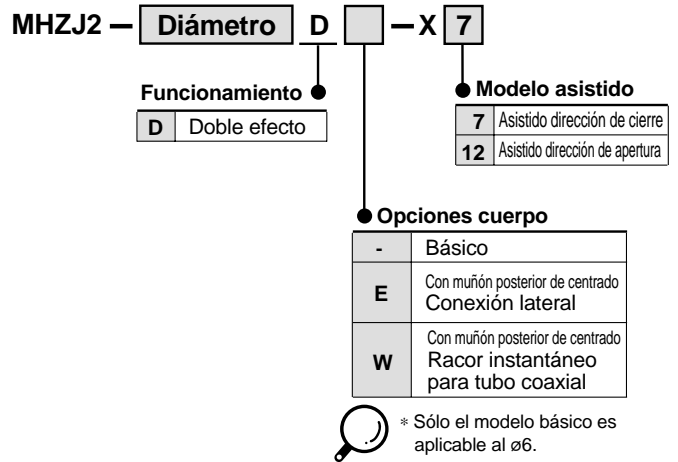 MHZJ2 — Diámetro D — X 7
Funcionamiento
D Doble efecto
Modelo asistido
7 Asistido dirección de cierre
12 Asistido dirección de apertura
Opciones cuerpo
- Básico
E Con muñón posterior de centrado
Conexión lateral
W Con muñón posterior de centrado
Racor instantáneo
para tubo coaxial
* Sólo el modelo básico es
aplicable al ø6.